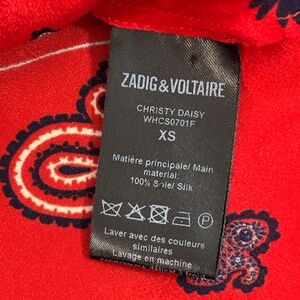 ZADIG & VOLTAIRE
CHRISTY DAISY
WHCS0701F
XS
Matière principale/ Main
material:
100% Soie/ Silk
P
Laver avec des couleurs
similaires
Lavage en machine